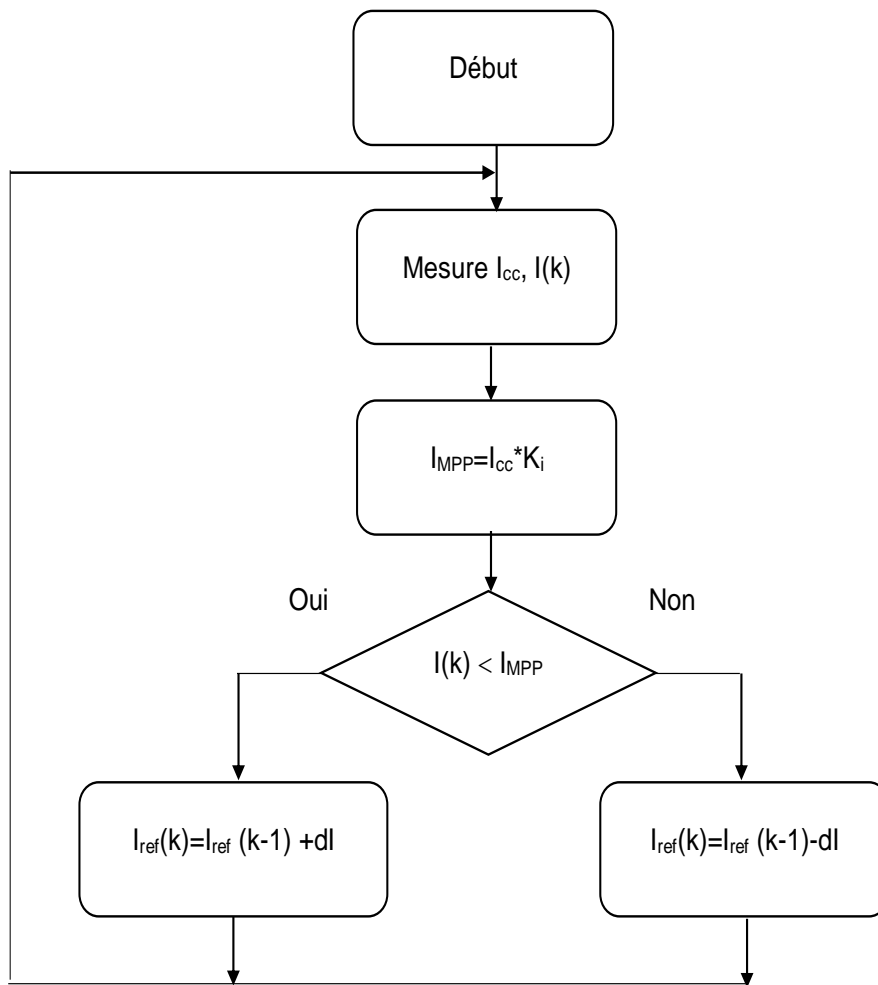 Début
Mesure Icc, I(k)
IMPP=Icc*Ki
Oui
Non
I(k) < IMPP
Iref(k)=Iref (k-1) +dI
Iref(k)=Iref (k-1)-dI